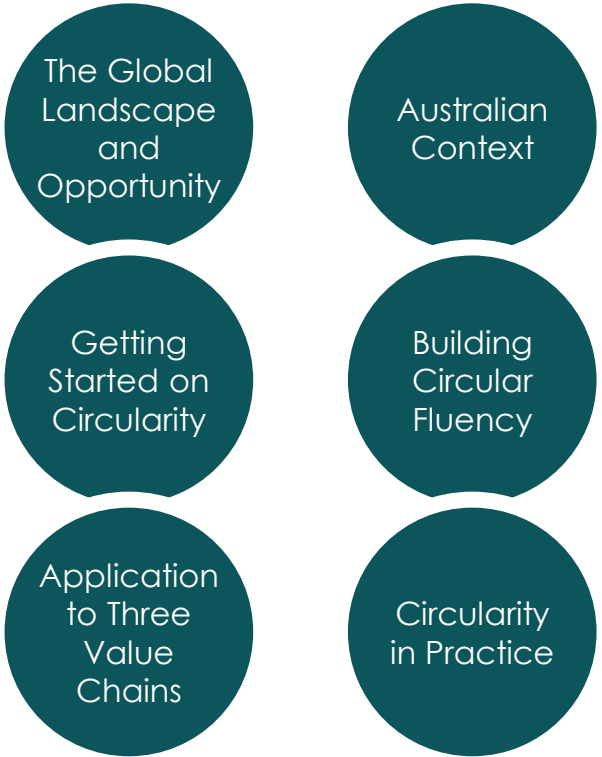 The Global
Landscape
and
Opportunity
Australian
Context
Getting
Started on
Circularity
Building
Circular
Fluency
Application
to Three
Value
Chains
Circularity
in Practice